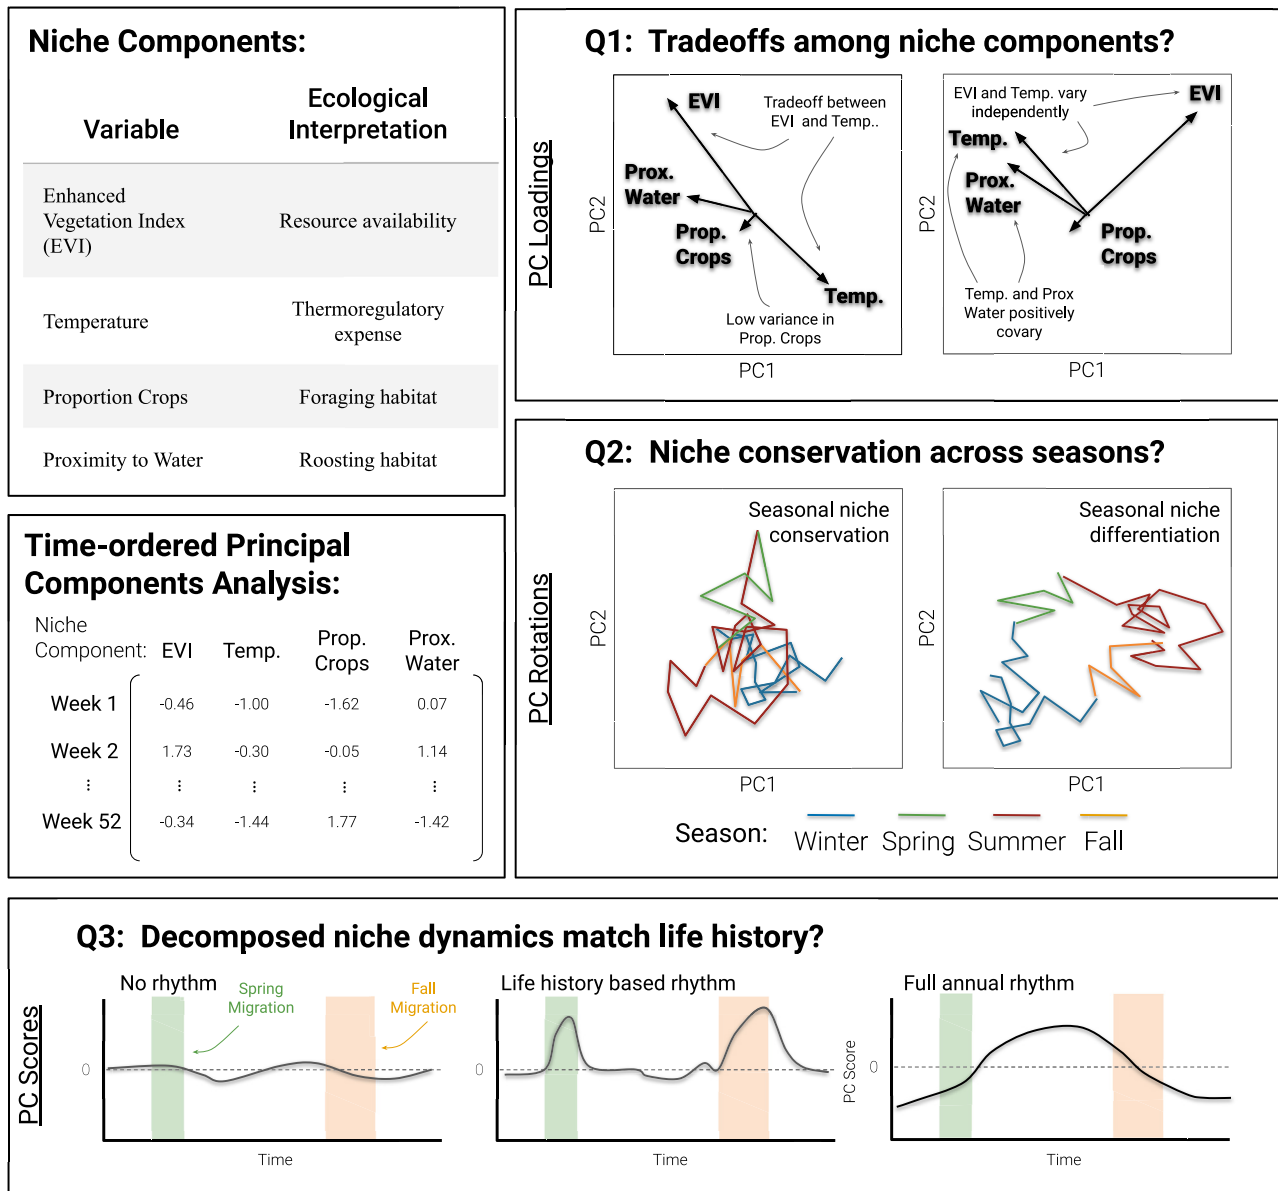 Niche Components:
Variable
Ecological
Interpretation
Enhanced
Vegetation Index
(EVI)
Resource availability
Temperature
Thermoregulatory
expense
Proportion Crops
Foraging habitat
Proximity to Water
Roosting habitat
Time-ordered Principal
Components Analysis:
Niche
Component:
EVI
Temp.
Prop.
Crops
Prox.
Water
Week 1
-0.46
-1.00
-1.62
0.07
Week 2
1.73
-0.30
-0.05
1.14
⋮
⋮
⋮
⋮
⋮
Week 52
-0.34
-1.44
1.77
-1.42
Q1: Tradeoffs among niche components?
PC Loadings
PC2
EVI
Tradeoff between
EVI and Temp..
Prox.
Water
Prop.
Crops
Temp.
Low variance in
Prop. Crops
PC1
PC2
EVI and Temp. vary
independently
EVI
Temp.
Prox.
Water
Prop.
Crops
Temp. and Prox
Water positively
covary
PC1
Q2: Niche conservation across seasons?
PC Rotations
PC2
Seasonal niche
conservation
PC1
PC2
Seasonal niche
differentiation
PC1
Season:
Winter
Spring
Summer
Fall
Q3: Decomposed niche dynamics match life history?
PC Scores
No rhythm
Spring
Migration
Fall
Migration
0
Time
Life history based rhythm
0
Time
Full annual rhythm
PC Score
0
Time